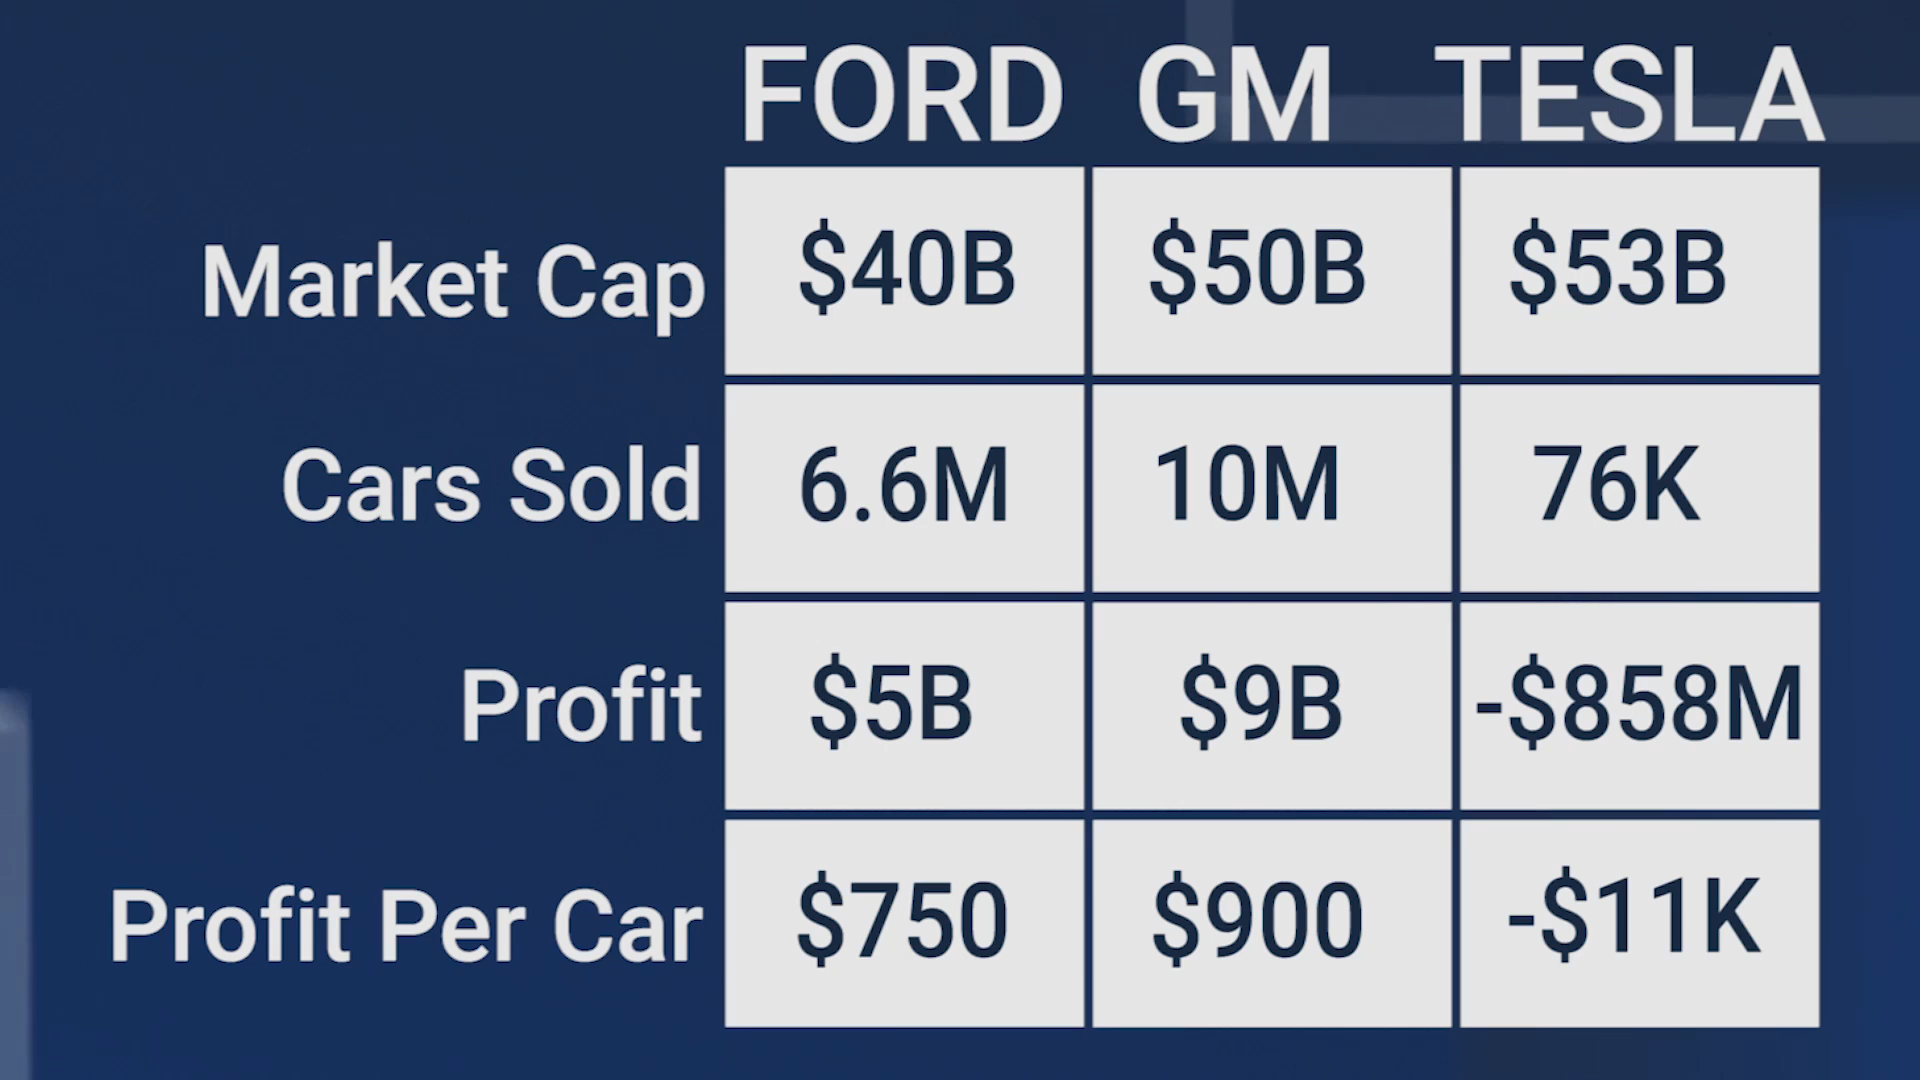 FORD GM TESLA
Market Cap $40B $50B $53B
Cars Sold 6.6M 10M 76K
Profit $5B $9B -$858M
Profit Per Car $750 $900 -$11K